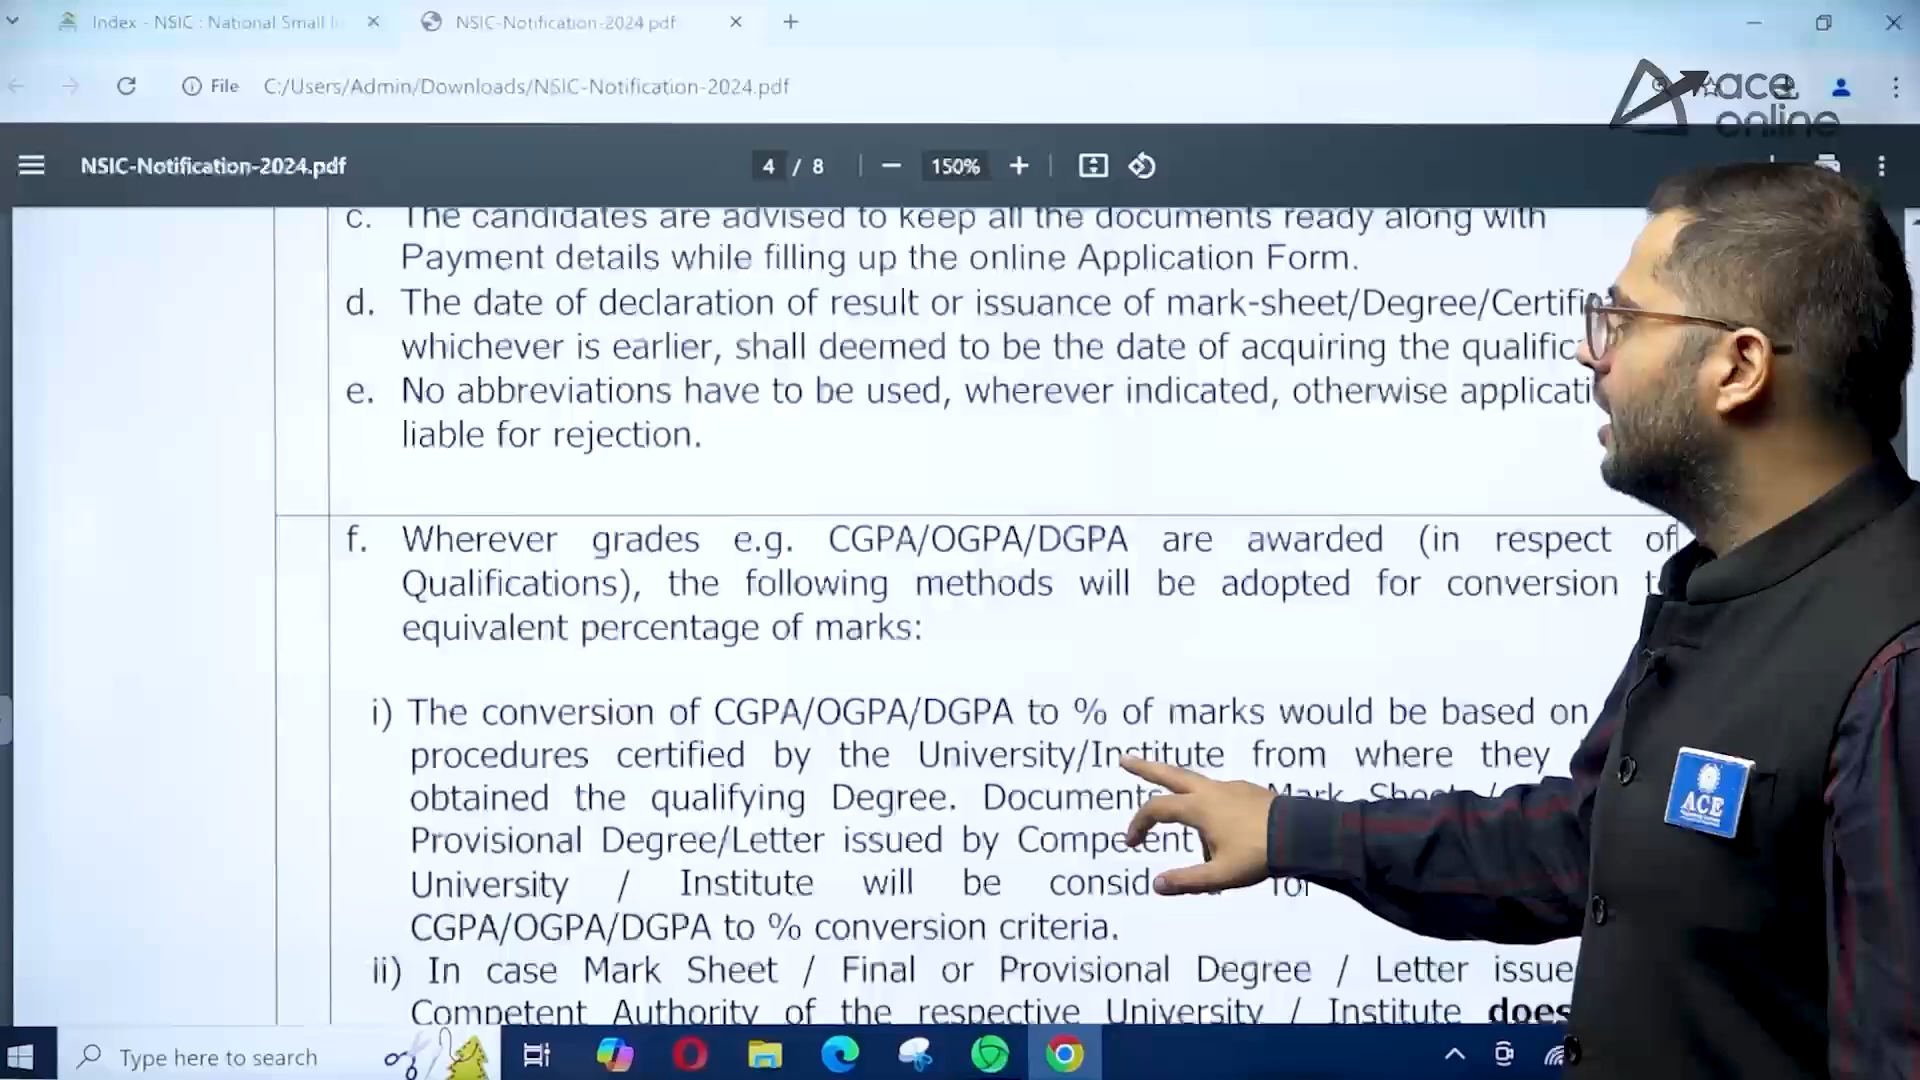 Index - NSIC : National Small I
NSIC-Notification-2024.pdf
File C:/Users/Admin/Downloads/NSIC-Notification-2024.pdf
ace
online
NSIC-Notification-2024.pdf
4 / 8
150%
c. The candidates are advised to keep all the documents ready along with
Payment details while filling up the online Application Form.
d. The date of declaration of result or issuance of mark-sheet/Degree/Certifi
whichever is earlier, shall deemed to be the date of acquiring the qualific
e. No abbreviations have to be used, wherever indicated, otherwise applicati
liable for rejection.
f. Wherever grades e.g. CGPA/OGPA/DGPA are awarded (in respect of
Qualifications), the following methods will be adopted for conversion
equivalent percentage of marks:
i) The conversion of CGPA/OGPA/DGPA to % of marks would be based on
procedures certified by the University/Institute from where they
obtained the qualifying Degree. Documents Mark Sheet /
Provisional Degree/Letter issued by Competent
University / Institute will be consid for
CGPA/OGPA/DGPA to % conversion criteria.
ii) In case Mark Sheet / Final or Provisional Degree / Letter issue
Competent Authority of the respective University / Institute does
ACE
Type here to search